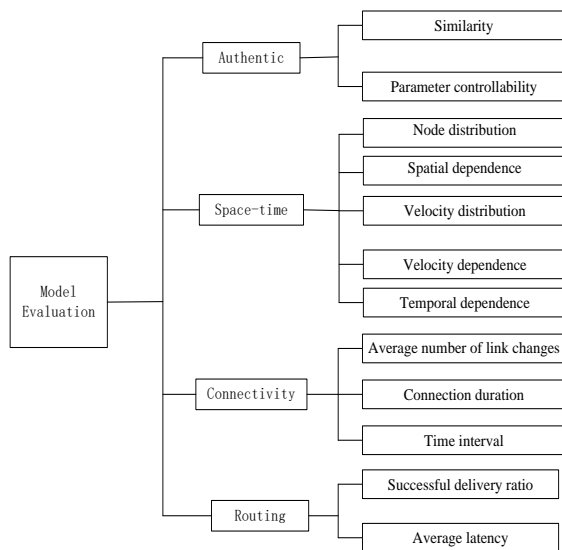 Model
Evaluation
Authentic
Similarity
Parameter controllability
Space-time
Node distribution
Spatial dependence
Velocity distribution
Velocity dependence
Temporal dependence
Connectivity
Average number of link changes
Connection duration
Time interval
Routing
Successful delivery ratio
Average latency